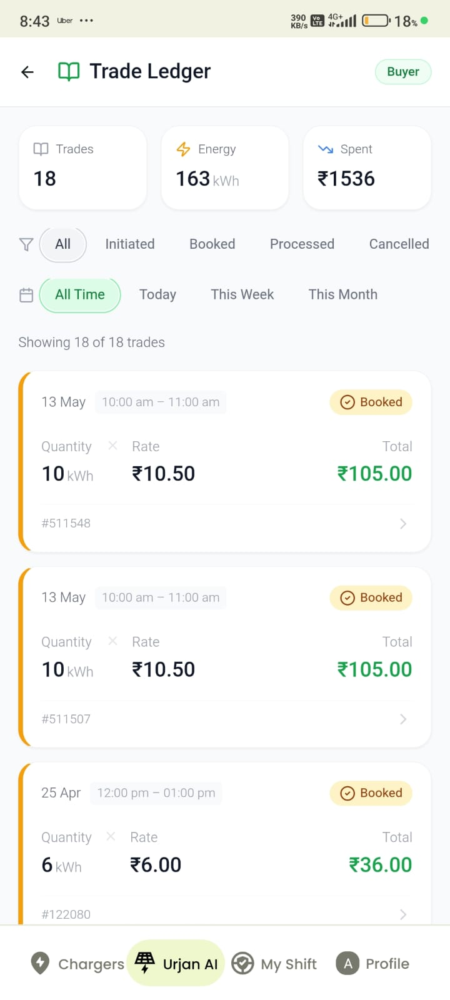 8:43 Uber ••• 390 KB/s Vo LTE 4G+ 18%
← Trade Ledger Buyer
Trades Energy Spent
18 163 kWh ₹1536
All Initiated Booked Processed Cancelled
All Time Today This Week This Month
Showing 18 of 18 trades
13 May 10:00 am – 11:00 am Booked
Quantity × Rate Total
10 kWh ₹10.50 ₹105.00
#511548
13 May 10:00 am – 11:00 am Booked
Quantity × Rate Total
10 kWh ₹10.50 ₹105.00
#511507
25 Apr 12:00 pm – 01:00 pm Booked
Quantity × Rate Total
6 kWh ₹6.00 ₹36.00
#122080
Chargers Urjan AI My Shift A Profile